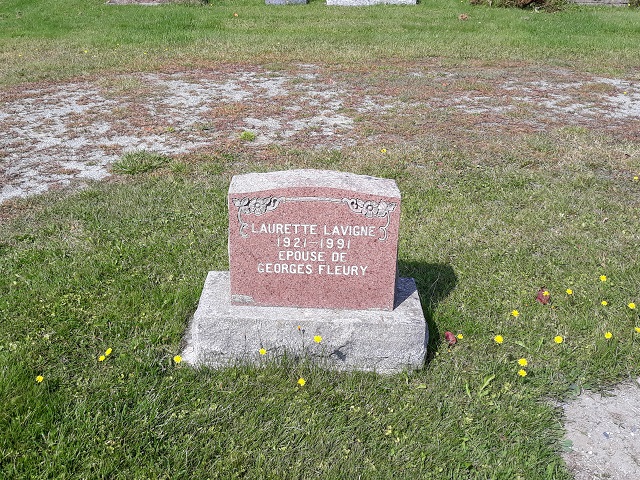 LAURETTE LAVIGNE
1921-1991
EPOUSE DE
GEORGES FLEURY